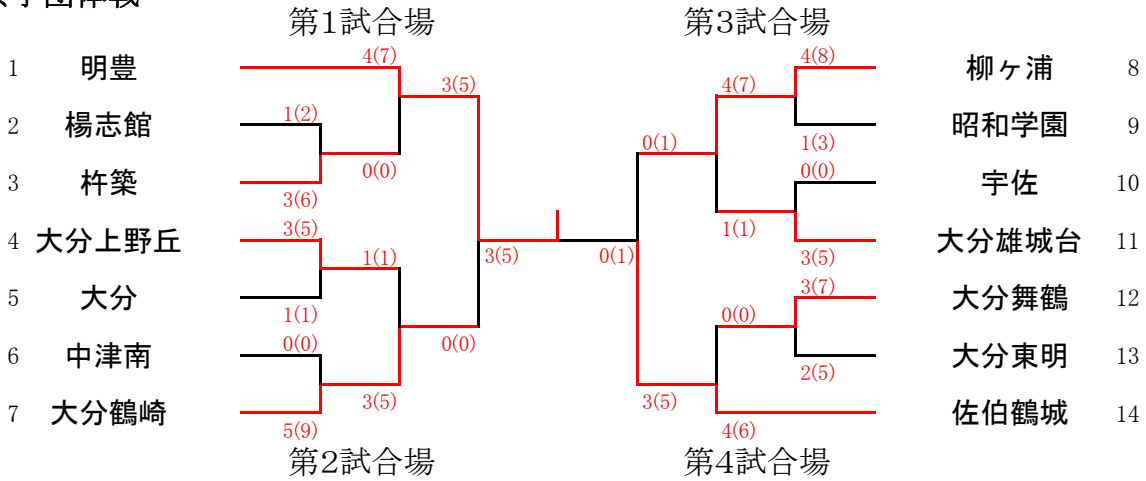 第1試合場
第3試合場
1 明豊 4(7)
3(5)
2 楊志館 1(2)
0(0)
3 杵築 3(6)
4 大分上野丘 3(5)
1(1)
5 大分 1(1)
6 中津南 0(0)
0(0)
3(5)
7 大分鶴崎 5(9)
3(5)
0(1)
4(8) 柳ヶ浦 8
4(7)
昭和学園 9
1(3)
0(1)
0(0)
宇佐 10
1(1)
大分雄城台 11
3(5)
3(7) 大分舞鶴 12
0(0)
大分東明 13
2(5)
3(5)
佐伯鶴城 14
4(6)
第2試合場
第4試合場